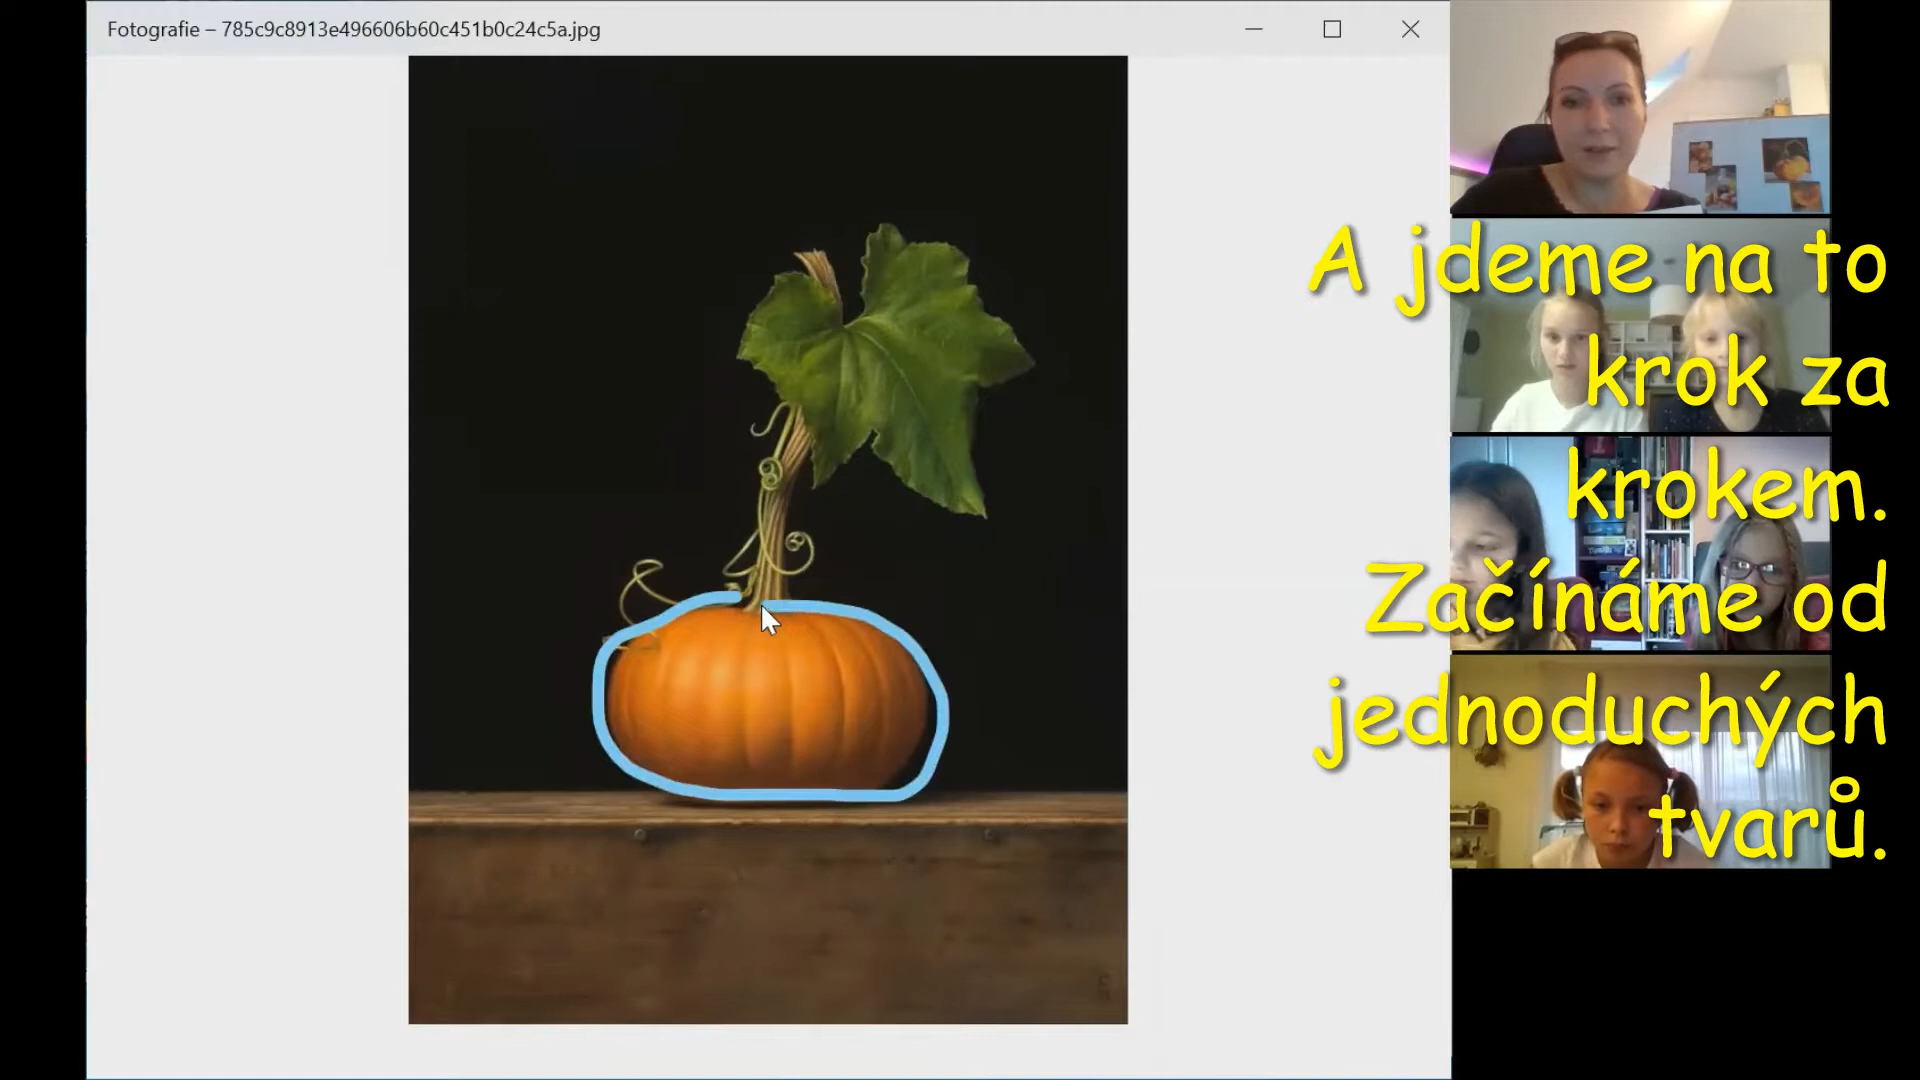 Fotografie – 785c9c8913e496606b60c451b0c24c5a.jpg
A jdeme na to
krok za
krokem.
Začínáme od
jednoduchých
tvarů.